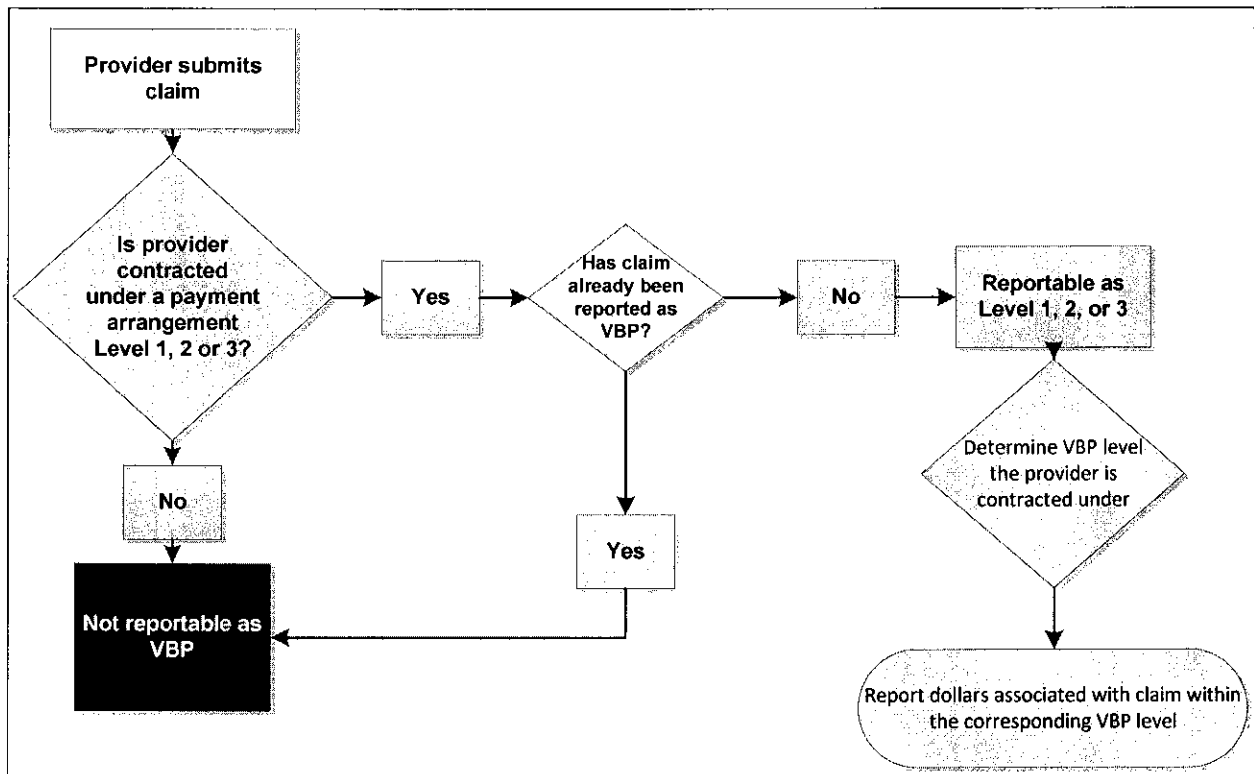 Provider submits
claim
Is provider
contracted
under a payment
arrangement
Level 1, 2 or 3?
Yes
Has claim
already been
reported as
VBP?
No
Reportable as
Level 1, 2, or 3
Determine VBP level
the provider is
contracted under
No
Yes
Not reportable as
VBP
Report dollars associated with claim within
the corresponding VBP level